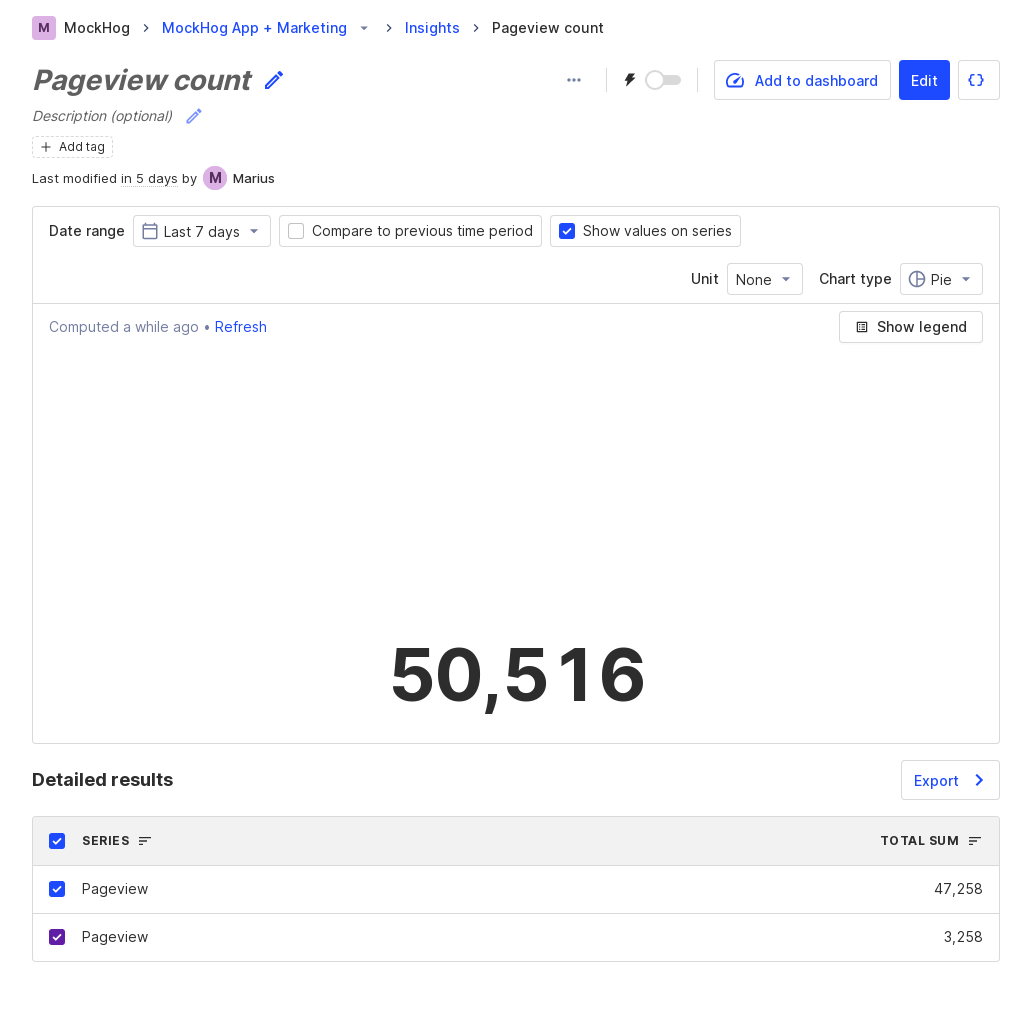 M MockHog MockHog App + Marketing Insights Pageview count
Pageview count
Add to dashboard Edit
Description (optional)
Add tag
Last modified in 5 days by M Marius
Date range Last 7 days Compare to previous time period Show values on series
Unit None Chart type Pie
Computed a while ago • Refresh Show legend
50,516
Detailed results Export
SERIES TOTAL SUM
Pageview 47,258
Pageview 3,258